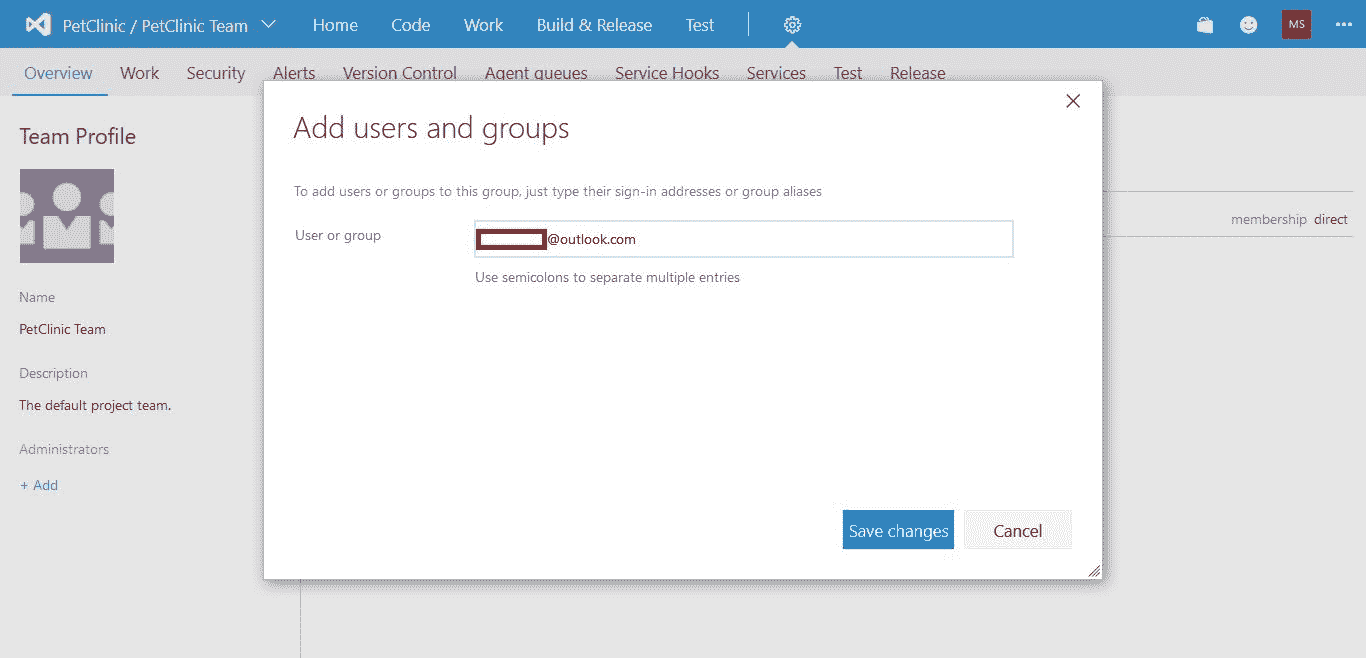 PetClinic / PetClinic Team Home Code Work Build & Release Test MS
Overview Work Security Alerts Version Control Agent queues Service Hooks Services Test Release
Team Profile
Add users and groups
To add users or groups to this group, just type their sign-in addresses or group aliases
User or group @outlook.com
Use semicolons to separate multiple entries
membership direct
Name
PetClinic Team
Description
The default project team.
Administrators
+ Add
Save changes Cancel